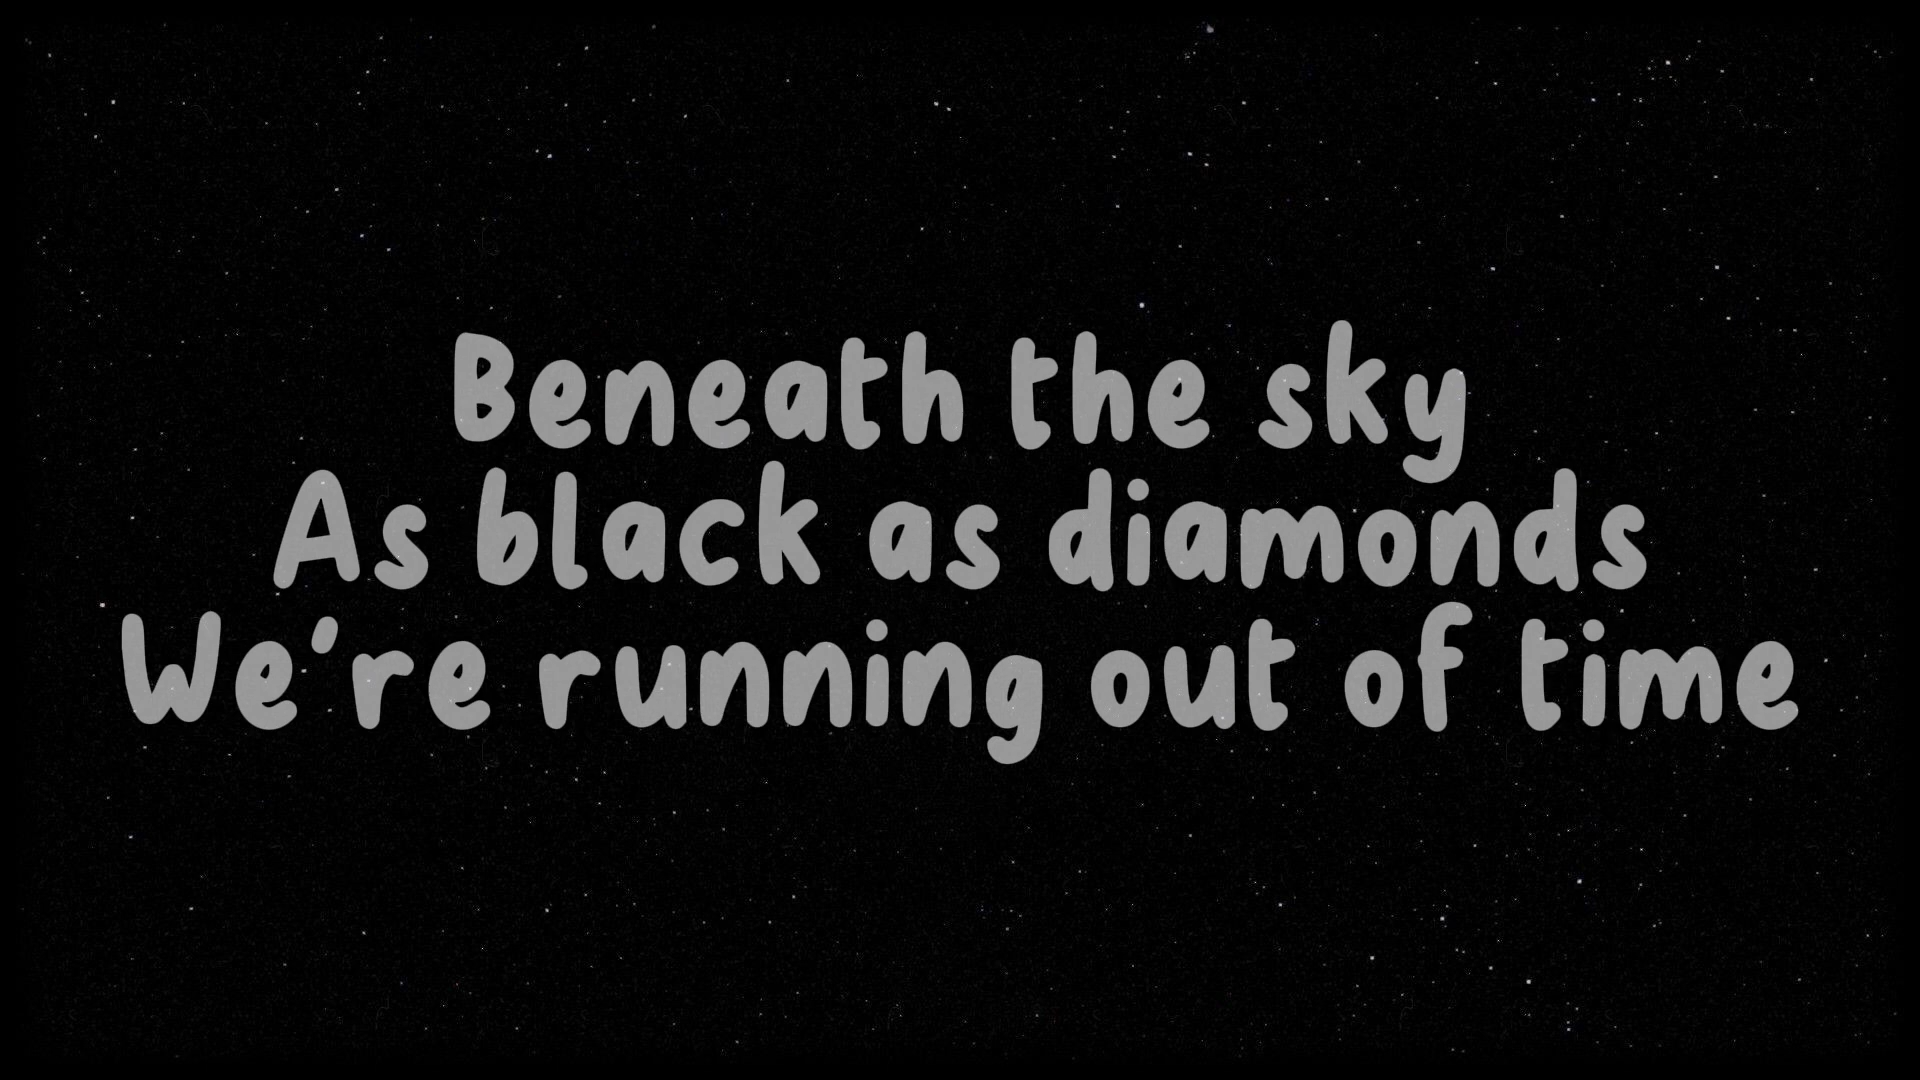 Beneath the sky
As black as diamonds
We're running out of time